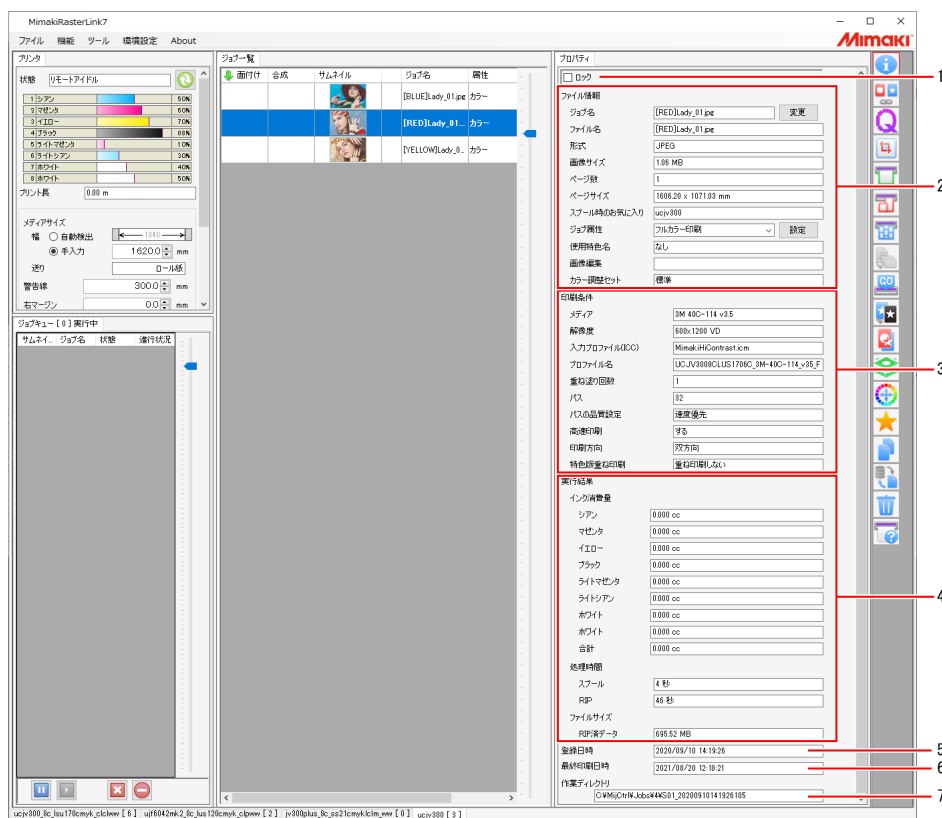 MimakiRasterLink7
ファイル 機能 ツール 環境設定 About
Mimaki
プリンタ
状態 リモートアイドル
1 シアン 50%
2 マゼンタ 60%
3 イエロー 70%
4 ブラック 88%
5 ライトマゼンタ 10%
6 ライトシアン 30%
7 ホワイト 40%
8 ホワイト 50%
プリント長 0.00 m
メディアサイズ
幅 自動検出 1340
手入力 1620.0 mm
送り ロール紙
警告線 300.0 mm
右マージン 0.0 mm
ジョブキュー [ 0 ] 実行中
サムネイ... ジョブ名 状態 進行状況
ジョブ一覧
面付け 合成 サムネイル ジョブ名 属性
[BLUE]Lady_01.jpg カラー
[RED]Lady_01... カラー
[YELLOW]Lady_0... カラー
プロパティ
ロック
1
ファイル情報
ジョブ名 [RED]Lady_01.jpg 変更
ファイル名 [RED]Lady_01.jpg
形式 JPEG
画像サイズ 1.06 MB
ページ数 1
2
ページサイズ 1606.20 x 1071.03 mm
スプール時のお気に入り ucjv300
ジョブ属性 フルカラー印刷 設定
使用特色名 なし
画像編集
カラー調整セット 標準
印刷条件
メディア 3M 40C-114 v3.5
解像度 600x1200 VD
入力プロファイル(ICC) MimakiHiContrast.icm
プロファイル名 UCJV3008CLUS1706C_3M-40C-114_v35_F
3
重ね塗り回数 1
パス 32
パスの品質設定 速度優先
高速印刷 する
印刷方向 双方向
特色版重ね印刷 重ね印刷しない
実行結果
インク消費量
シアン 0.000 cc
マゼンタ 0.000 cc
イエロー 0.000 cc
ブラック 0.000 cc
ライトマゼンタ 0.000 cc
ライトシアン 0.000 cc
4
ホワイト 0.000 cc
ホワイト 0.000 cc
合計 0.000 cc
処理時間
スプール 4 秒
RIP 46 秒
ファイルサイズ
RIP済データ 695.52 MB
登録日時 2020/09/10 14:19:26
5
最終印刷日時 2021/08/20 12:18:21
6
作業ディレクトリ
C:¥MijCtrl¥Jobs¥4¥S01_20200910141926105
7
Q
GO
ucjv300_8c_lsu170cmyk_clclww [ 6 ] ujf6042mk2_8c_lus120cmyk_clpww [ 2 ] jv300plus_8c_ss21cmyklclm_ww [ 0 ] ucjv300 [ 3 ]